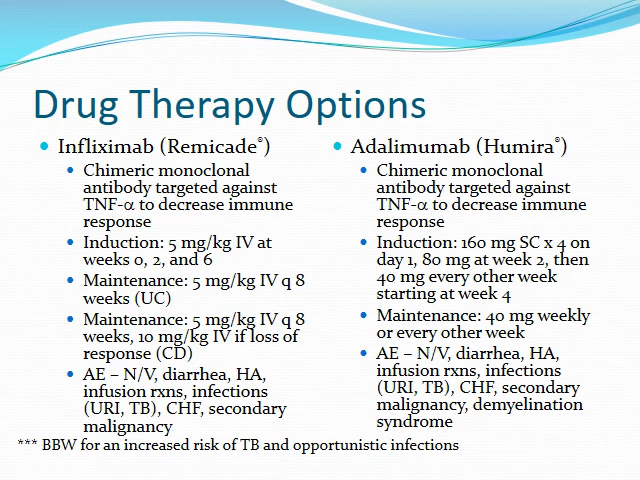 Drug Therapy Options
Infliximab (Remicade®)
Chimeric monoclonal
antibody targeted against
TNF-α to decrease immune
response
Induction: 5 mg/kg IV at
weeks 0, 2, and 6
Maintenance: 5 mg/kg IV q 8
weeks (UC)
Maintenance: 5 mg/kg IV q 8
weeks, 10 mg/kg IV if loss of
response (CD)
AE – N/V, diarrhea, HA,
infusion rxns, infections
(URI, TB), CHF, secondary
malignancy
Adalimumab (Humira®)
Chimeric monoclonal
antibody targeted against
TNF-α to decrease immune
response
Induction: 160 mg SC x 4 on
day 1, 80 mg at week 2, then
40 mg every other week
starting at week 4
Maintenance: 40 mg weekly
or every other week
AE – N/V, diarrhea, HA,
infusion rxns, infections
(URI, TB), CHF, secondary
malignancy, demyelination
syndrome
*** BBW for an increased risk of TB and opportunistic infections